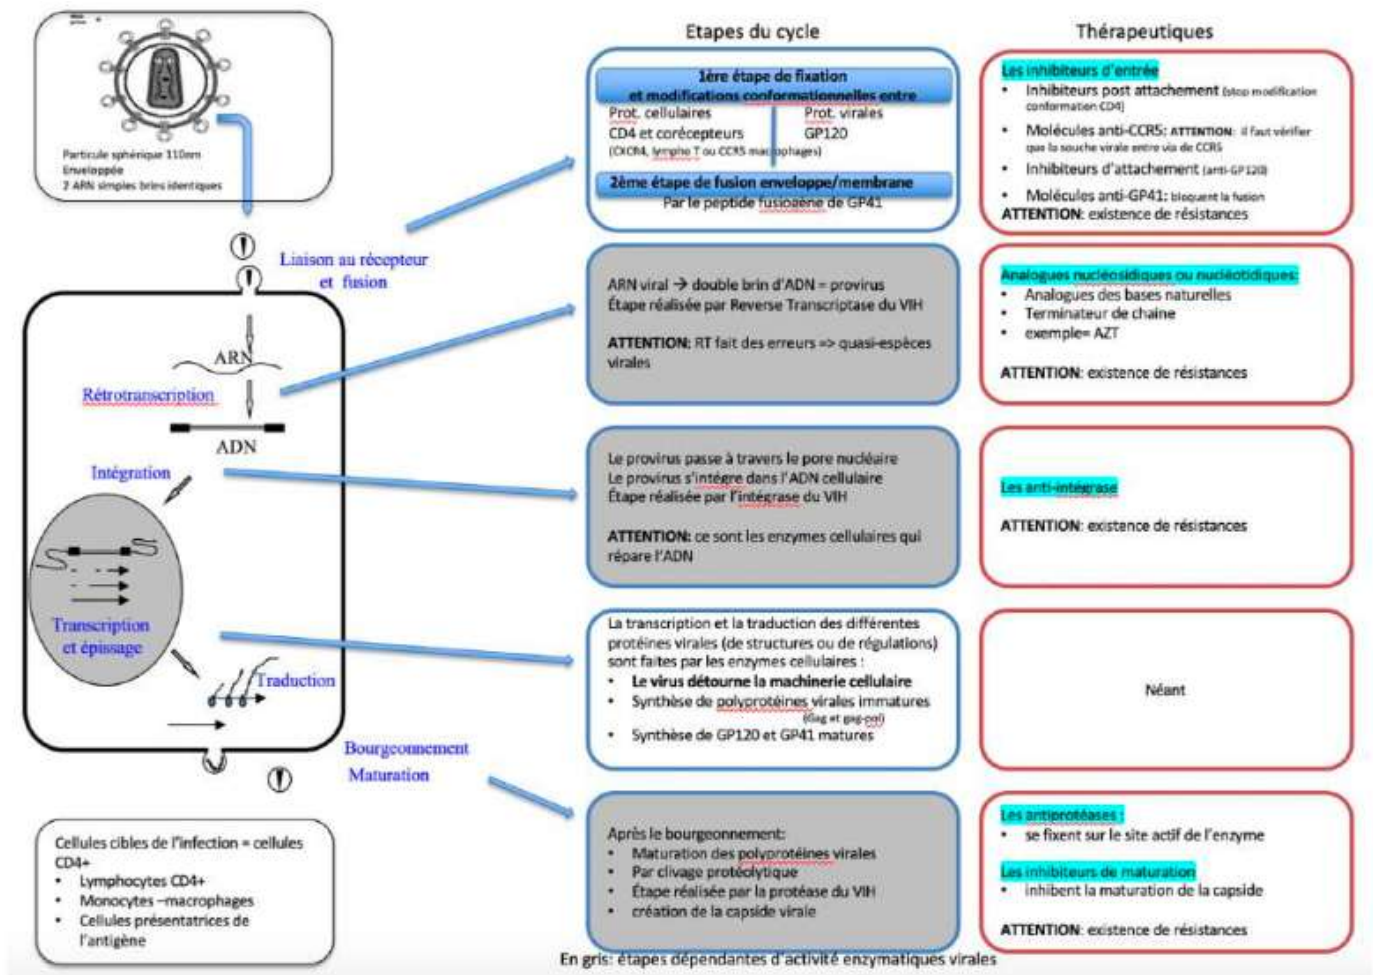 Etapes du cycle
Thérapeutiques
Particule sphérique 110nm
Enveloppée
2 ARN simples brins identiques
Liaison au récepteur
et fusion
ARN
Rétrotranscription
ADN
Intégration
Transcription
et épissage
Traduction
Bourgeonnement
Maturation
Cellules cibles de l'infection = cellules
CD4+
• Lymphocytes CD4+
• Monocytes –macrophages
• Cellules présentatrices de
l'antigène
1ère étape de fixation
et modifications conformationnelles entre
Prot. cellulaires
CD4 et corécepteurs
(CXCR4, lympho T ou CCR5 macrophages)
Prot. virales
GP120
2ème étape de fusion enveloppe/membrane
Par le peptide fusiogène de GP41
Les inhibiteurs d'entrée
• Inhibiteurs post attachement (stop modification
conformation CD4)
• Molécules anti-CCR5: ATTENTION: il faut vérifier
que la souche virale entre via de CCR5
• Inhibiteurs d'attachement (anti-GP120)
• Molécules anti-GP41: bloquent la fusion
ATTENTION: existence de résistances
ARN viral → double brin d'ADN = provirus
Étape réalisée par Reverse Transcriptase du VIH
ATTENTION: RT fait des erreurs => quasi-espèces
virales
Analogues nucléosidiques ou nucléotidiques:
• Analogues des bases naturelles
• Terminateur de chaine
• exemple= AZT
ATTENTION: existence de résistances
Le provirus passe à travers le pore nucléaire
Le provirus s'intégre dans l'ADN cellulaire
Étape réalisée par l'intégrase du VIH
ATTENTION: ce sont les enzymes cellulaires qui
répare l'ADN
Les anti-intégrase
ATTENTION: existence de résistances
La transcription et la traduction des différentes
protéines virales (de structures ou de régulations)
sont faites par les enzymes cellulaires :
• Le virus détourne la machinerie cellulaire
• Synthèse de polyprotéines virales immatures
(Gag et gag-pol)
• Synthèse de GP120 et GP41 matures
Néant
Après le bourgeonnement:
• Maturation des polyprotéines virales
• Par clivage protéolytique
• Étape réalisée par la protéase du VIH
• création de la capside virale
Les antiprotéases :
• se fixent sur le site actif de l'enzyme
Les inhibiteurs de maturation
• inhibent la maturation de la capside
ATTENTION: existence de résistances
En gris: étapes dépendantes d'activité enzymatiques virales